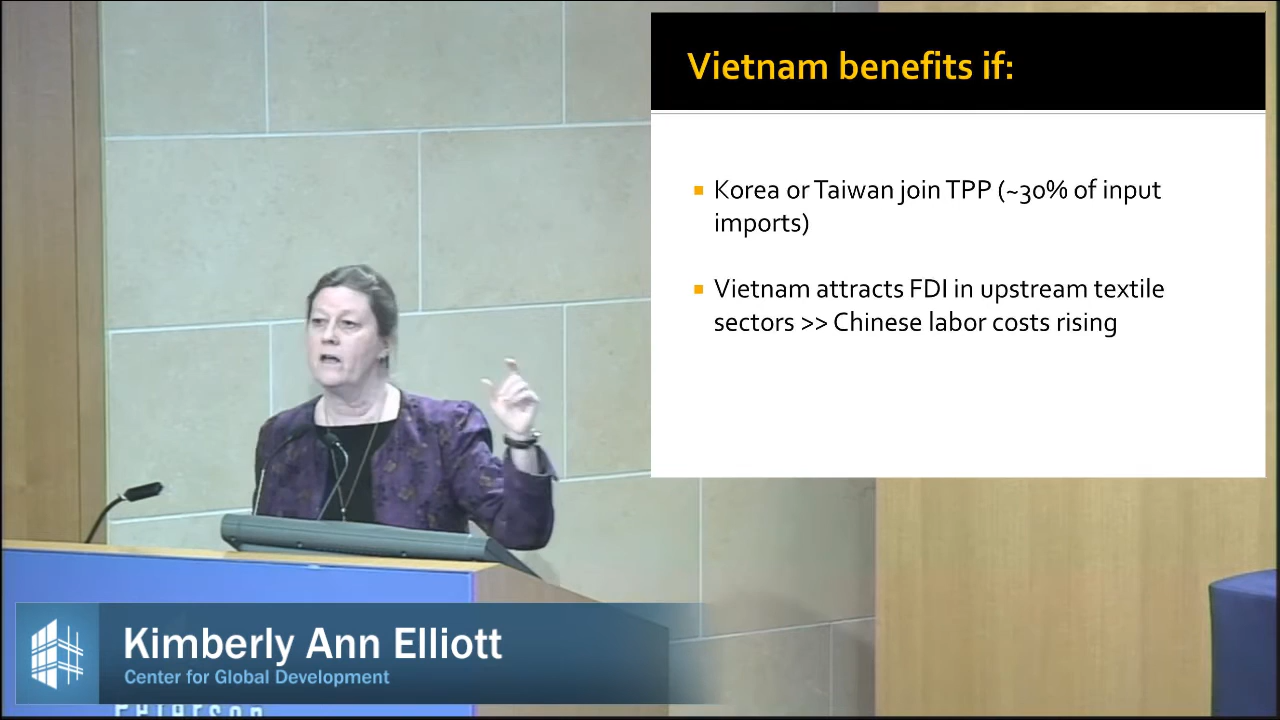 Vietnam benefits if:
Korea or Taiwan join TPP (~30% of input
imports)
Vietnam attracts FDI in upstream textile
sectors >> Chinese labor costs rising
Kimberly Ann Elliott
Center for Global Development